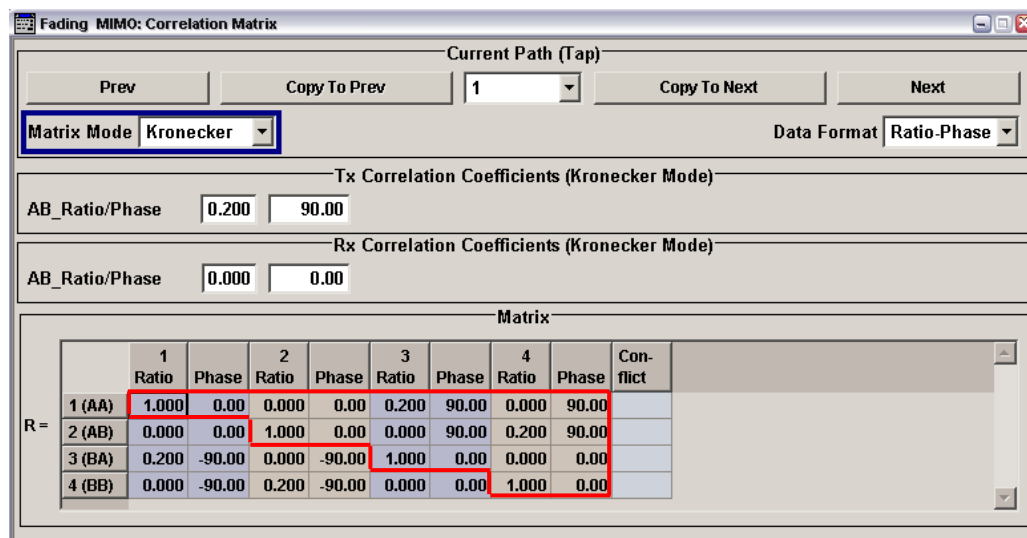 Fading MIMO: Correlation Matrix
Current Path (Tap)
Prev Copy To Prev 1 Copy To Next Next
Matrix Mode Kronecker Data Format Ratio-Phase
Tx Correlation Coefficients (Kronecker Mode)
AB_Ratio/Phase 0.200 90.00
Rx Correlation Coefficients (Kronecker Mode)
AB_Ratio/Phase 0.000 0.00
Matrix
1 2 3 4 Con-
Ratio Phase Ratio Phase Ratio Phase Ratio Phase flict
1 (AA) 1.000 0.00 0.000 0.00 0.200 90.00 0.000 90.00
R = 2 (AB) 0.000 0.00 1.000 0.00 0.000 90.00 0.200 90.00
3 (BA) 0.200 -90.00 0.000 -90.00 1.000 0.00 0.000 0.00
4 (BB) 0.000 -90.00 0.200 -90.00 0.000 0.00 1.000 0.00